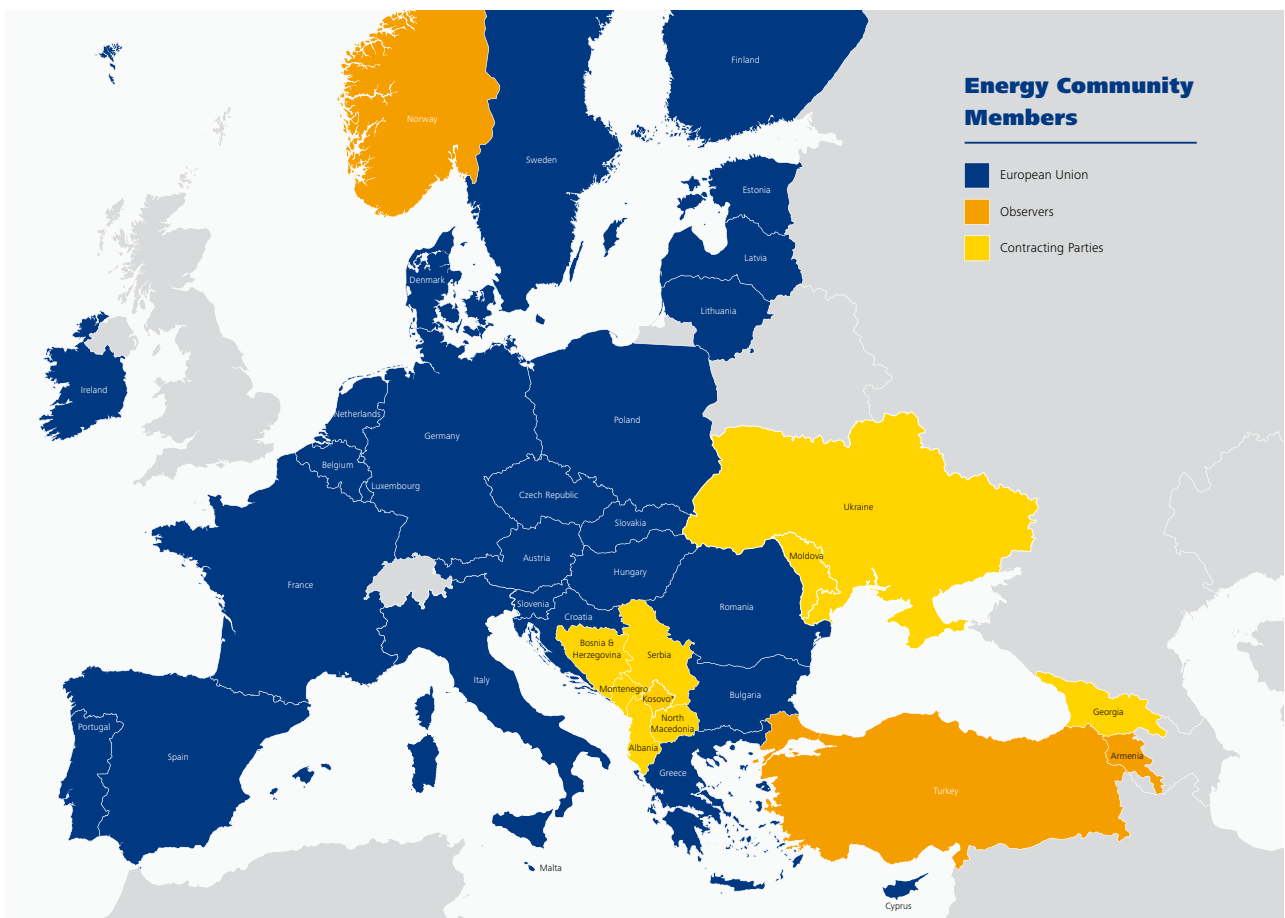 Energy Community
Members
European Union
Observers
Contracting Parties
Finland
Norway
Sweden
Estonia
Latvia
Denmark
Lithuania
Ireland
Netherlands
Poland
Germany
Belgium
Luxembourg
Czech Republic
Ukraine
Slovakia
Moldova
Austria
Hungary
France
Slovenia
Romania
Croatia
Bosnia &
Herzegovina
Serbia
Italy
Montenegro
Kosovo*
Bulgaria
Georgia
North
Macedonia
Portugal
Albania
Spain
Armenia
Greece
Turkey
Malta
Cyprus